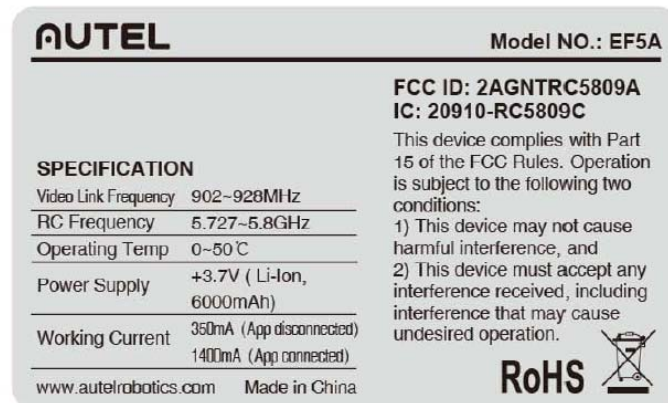 AUTEL
Model NO.: EF5A
FCC ID: 2AGNTRC5809A
IC: 20910-RC5809C
This device complies with Part
15 of the FCC Rules. Operation
is subject to the following two
conditions:
1) This device may not cause
harmful interference, and
2) This device must accept any
interference received, including
interference that may cause
undesired operation.
SPECIFICATION
Video Link Frequency 902~928MHz
RC Frequency 5.727~5.8GHz
Operating Temp 0~50℃
Power Supply +3.7V ( Li-Ion,
6000mAh)
Working Current 350mA (App disconnected)
1400mA (App connected)
www.autelrobotics.com Made in China
RoHS